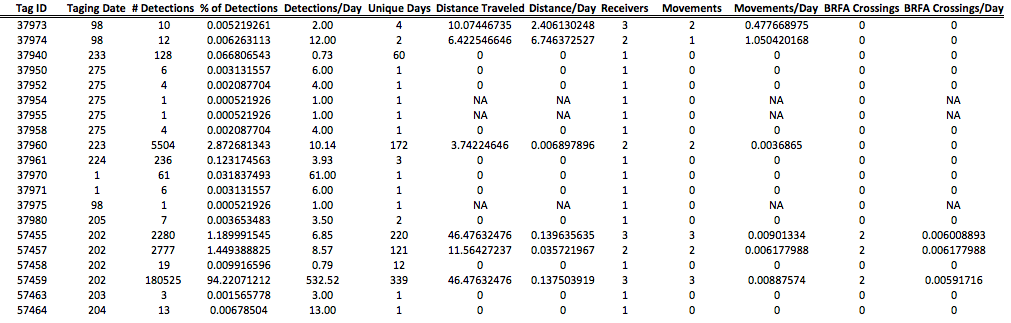 Tag ID Tagging Date # Detections % of Detections Detections/Day Unique Days Distance Traveled Distance/Day Receivers Movements Movements/Day BRFA Crossings BRFA Crossings/Day
37973 98 10 0.005219261 2.00 4 10.07446735 2.406130248 3 2 0.477668975 0 0
37974 98 12 0.006263113 12.00 2 6.422546646 6.746372527 2 1 1.050420168 0 0
37940 233 128 0.066806543 0.73 60 0 0 1 0 0 0 0
37950 275 6 0.003131557 6.00 1 0 0 1 0 0 0 0
37952 275 4 0.002087704 4.00 1 0 0 1 0 0 0 0
37954 275 1 0.000521926 1.00 1 NA NA 1 0 NA 0 NA
37955 275 1 0.000521926 1.00 1 NA NA 1 0 NA 0 NA
37958 275 4 0.002087704 4.00 1 0 0 1 0 0 0 0
37960 223 5504 2.872681343 10.14 172 3.74224646 0.006897896 2 2 0.0036865 0 0
37961 224 236 0.123174563 3.93 3 0 0 1 0 0 0 0
37970 1 61 0.031837493 61.00 1 0 0 1 0 0 0 0
37971 1 6 0.003131557 6.00 1 0 0 1 0 0 0 0
37975 98 1 0.000521926 1.00 1 NA NA 1 0 NA 0 NA
37980 205 7 0.003653483 3.50 2 0 0 1 0 0 0 0
57455 202 2280 1.189991545 6.85 220 46.47632476 0.139635635 3 3 0.00901334 2 0.006008893
57457 202 2777 1.449388825 8.57 121 11.56427237 0.035721967 2 2 0.006177988 2 0.006177988
57458 202 19 0.009916596 0.79 12 0 0 1 0 0 0 0
57459 202 180525 94.22071212 532.52 339 46.47632476 0.137503919 3 3 0.00887574 2 0.00591716
57463 203 3 0.001565778 3.00 1 0 0 1 0 0 0 0
57464 204 13 0.00678504 13.00 1 0 0 1 0 0 0 0